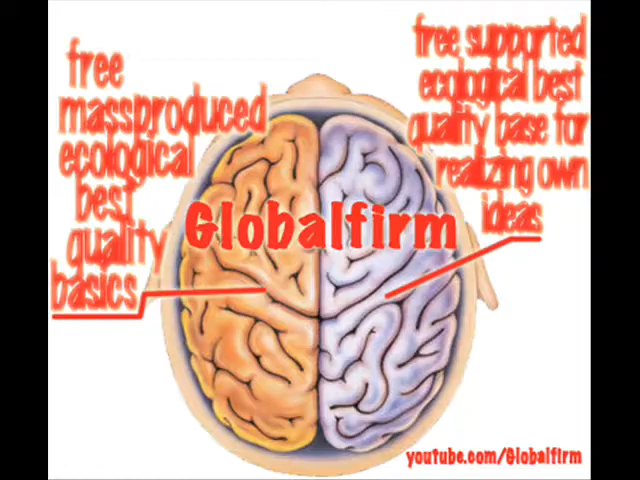 free
massproduced
ecological
best
quality
basics
free supported
ecological best
quality base for
realizing own
ideas
Globalfirm
youtube.com/Globalfirm